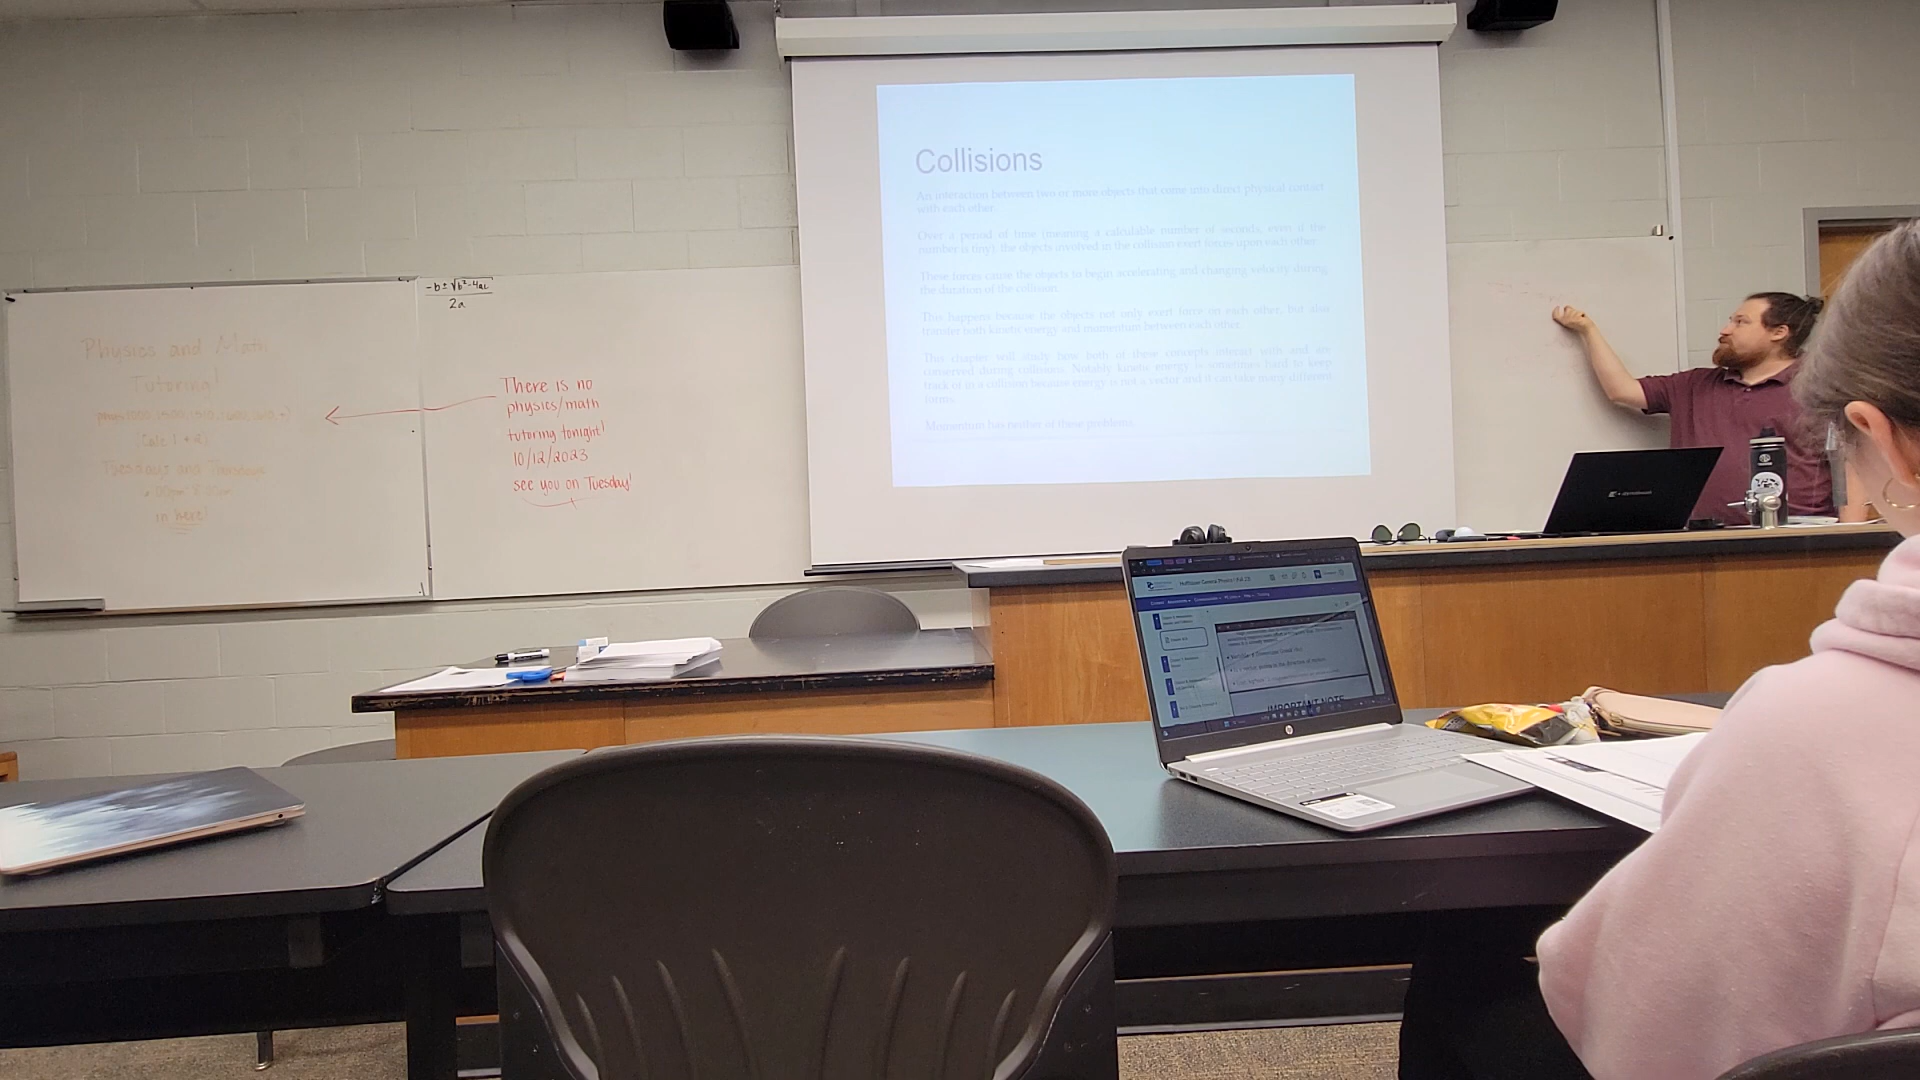 Physics and Math
Tutoring!
Calc 1 + 2)
Tuesdays and Thursdays
in here!
-b ± √b²-4ac
2a
There is no
physics/math
tutoring tonight!
10/12/2023
see you on Tuesday!
Collisions
An interaction between two or more objects that come into direct physical contact
with each other.
Over a period of time (meaning a calculable number of seconds, even if the
number is tiny), the objects involved in the collision exert forces upon each other.
These forces cause the objects to begin accelerating and changing velocity during
the duration of the collision.
This happens because the objects not only exert force on each other, but also
transfer both kinetic energy and momentum between each other.
This chapter will study how both of these concepts interact with and are
conserved during collisions. Notably kinetic energy is sometimes hard to keep
track of in a collision because energy is not a vector and it can take many different
forms.
Momentum has neither of these problems.
IMPORTANT NOTE
hp